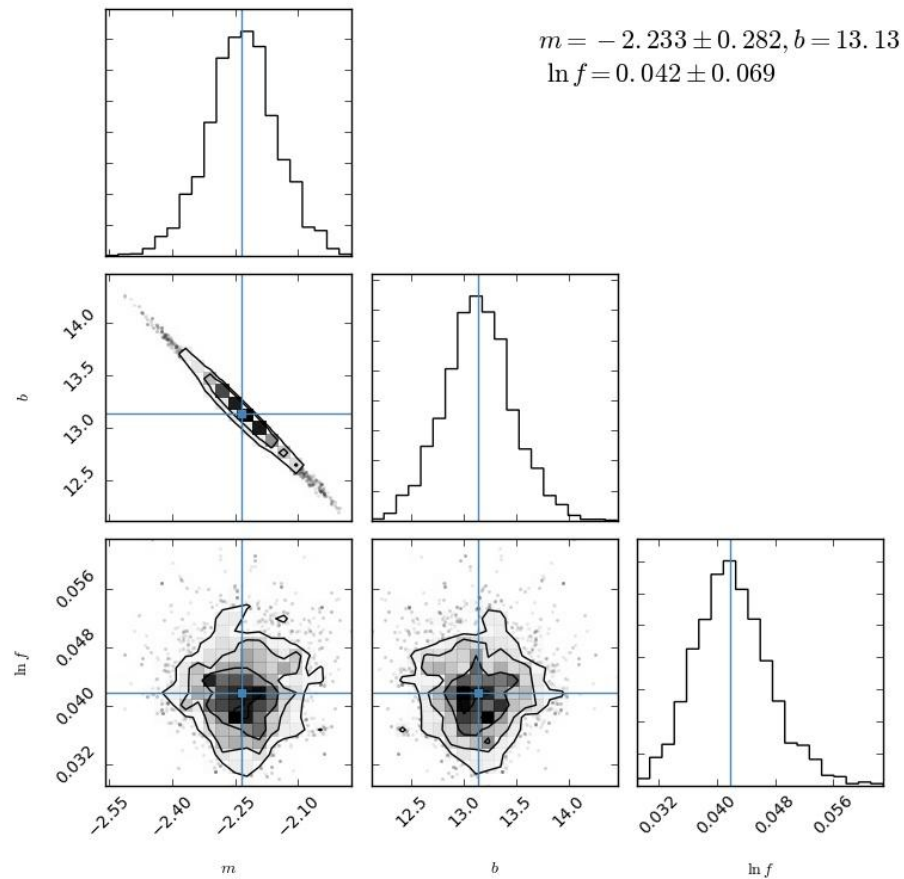 m = −2.233 ± 0.282, b = 13.13
ln f = 0.042 ± 0.069
b
14.0
13.5
13.0
12.5
ln f
0.056
0.048
0.040
0.032
−2.55 −2.40 −2.25 −2.10
12.5 13.0 13.5 14.0
0.032 0.040 0.048 0.056
m b ln f